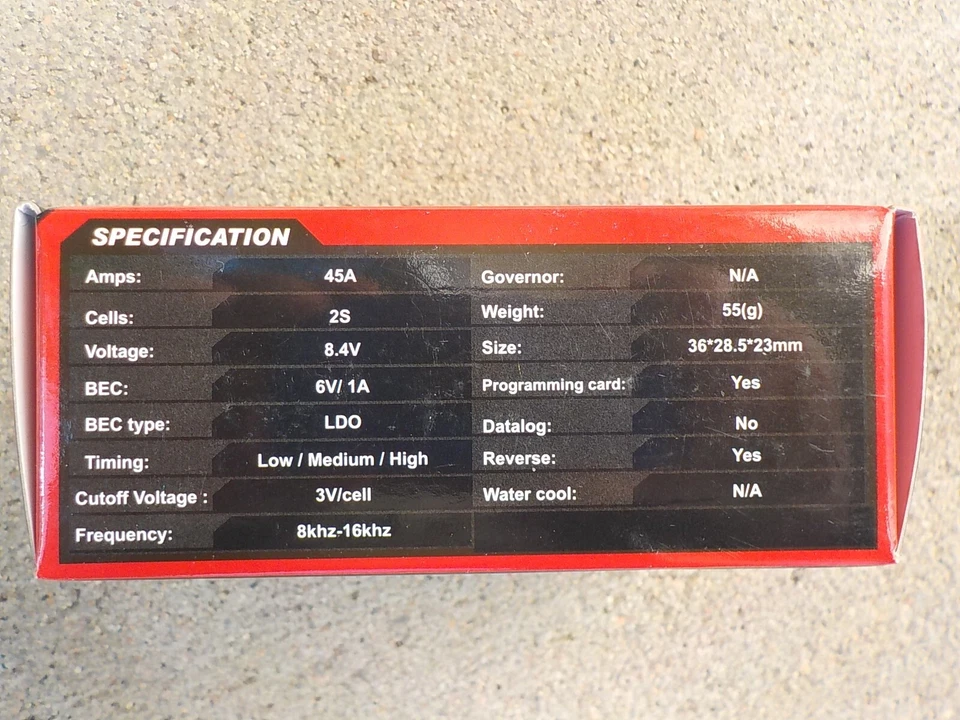 SPECIFICATION
Amps: 45A
Cells: 2S
Voltage: 8.4V
BEC: 6V/ 1A
BEC type: LDO
Timing: Low / Medium / High
Cutoff Voltage : 3V/cell
Frequency: 8khz-16khz
Governor: N/A
Weight: 55(g)
Size: 36*28.5*23mm
Programming card: Yes
Datalog: No
Reverse: Yes
Water cool: N/A